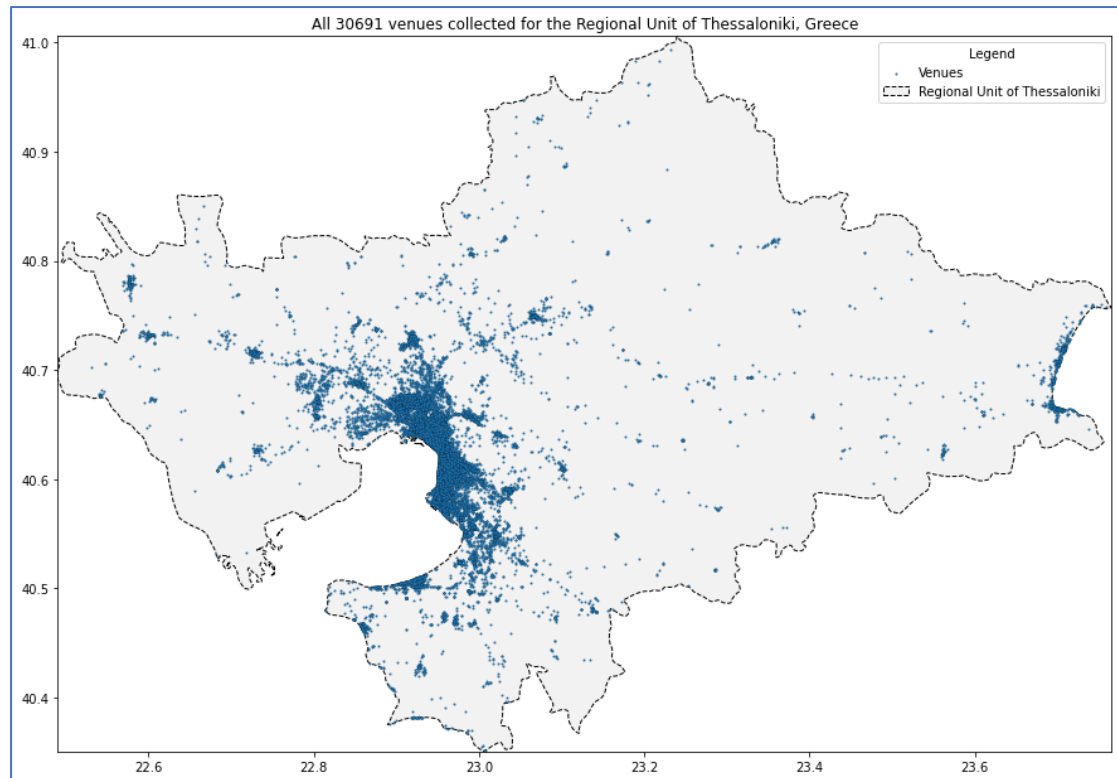 All 30691 venues collected for the Regional Unit of Thessaloniki, Greece
Legend
Venues
Regional Unit of Thessaloniki
41.0
40.9
40.8
40.7
40.6
40.5
40.4
22.6 22.8 23.0 23.2 23.4 23.6